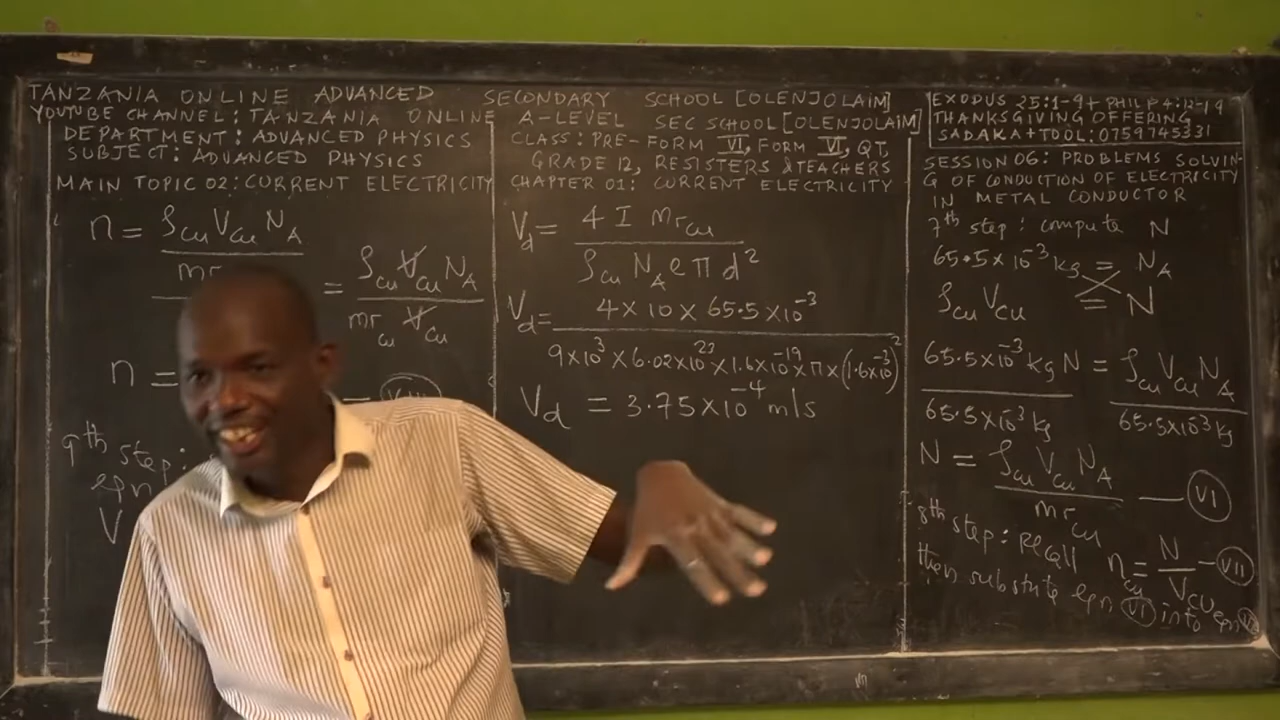 TANZANIA ONLINE ADVANCED SECONDARY SCHOOL [OLENJOLAIM]
YOUTUBE CHANNEL: TANZANIA ONLINE A-LEVEL SEC SCHOOL [OLENJOLAIM]
DEPARTMENT: ADVANCED PHYSICS
SUBJECT: ADVANCED PHYSICS
MAIN TOPIC 02: CURRENT ELECTRICITY
n = ρcu Vcu NA
mr
= ρcu Vcu NA
mrcu Vcu
n =
VIII
9th step:
eqn
V
CLASS: PRE-FORM VI, FORM VI, QT,
GRADE 12, RESISTERS & TEACHERS
CHAPTER 01: CURRENT ELECTRICITY
Vd = 4 I mrcu
ρcu NA e π d²
Vd = 4 × 10 × 65.5 × 10⁻³
9×10³ × 6.02×10²³ × 1.6×10⁻¹⁹ × π × (1.6×10⁻³)²
Vd = 3.75×10⁻⁴ m/s
EXODUS 25:1-9 + PHILP 4:12-19
THANKSGIVING OFFERING
SADAKA + TOOL: 0759745331
SESSION 06: PROBLEMS SOLVIN-
G OF CONDUCTION OF ELECTRICITY
IN METAL CONDUCTOR
7th step: compute N
65.5×10⁻³ kg = NA
ρcu Vcu = N
65.5×10⁻³ kg N = ρcu Vcu NA
65.5×10⁻³ kg 65.5×10⁻³ kg
N = ρcu Vcu NA — VI
mrcu
8th step: recall ncu = N — VII
Vcu
then substute eqn VI into eqn VII